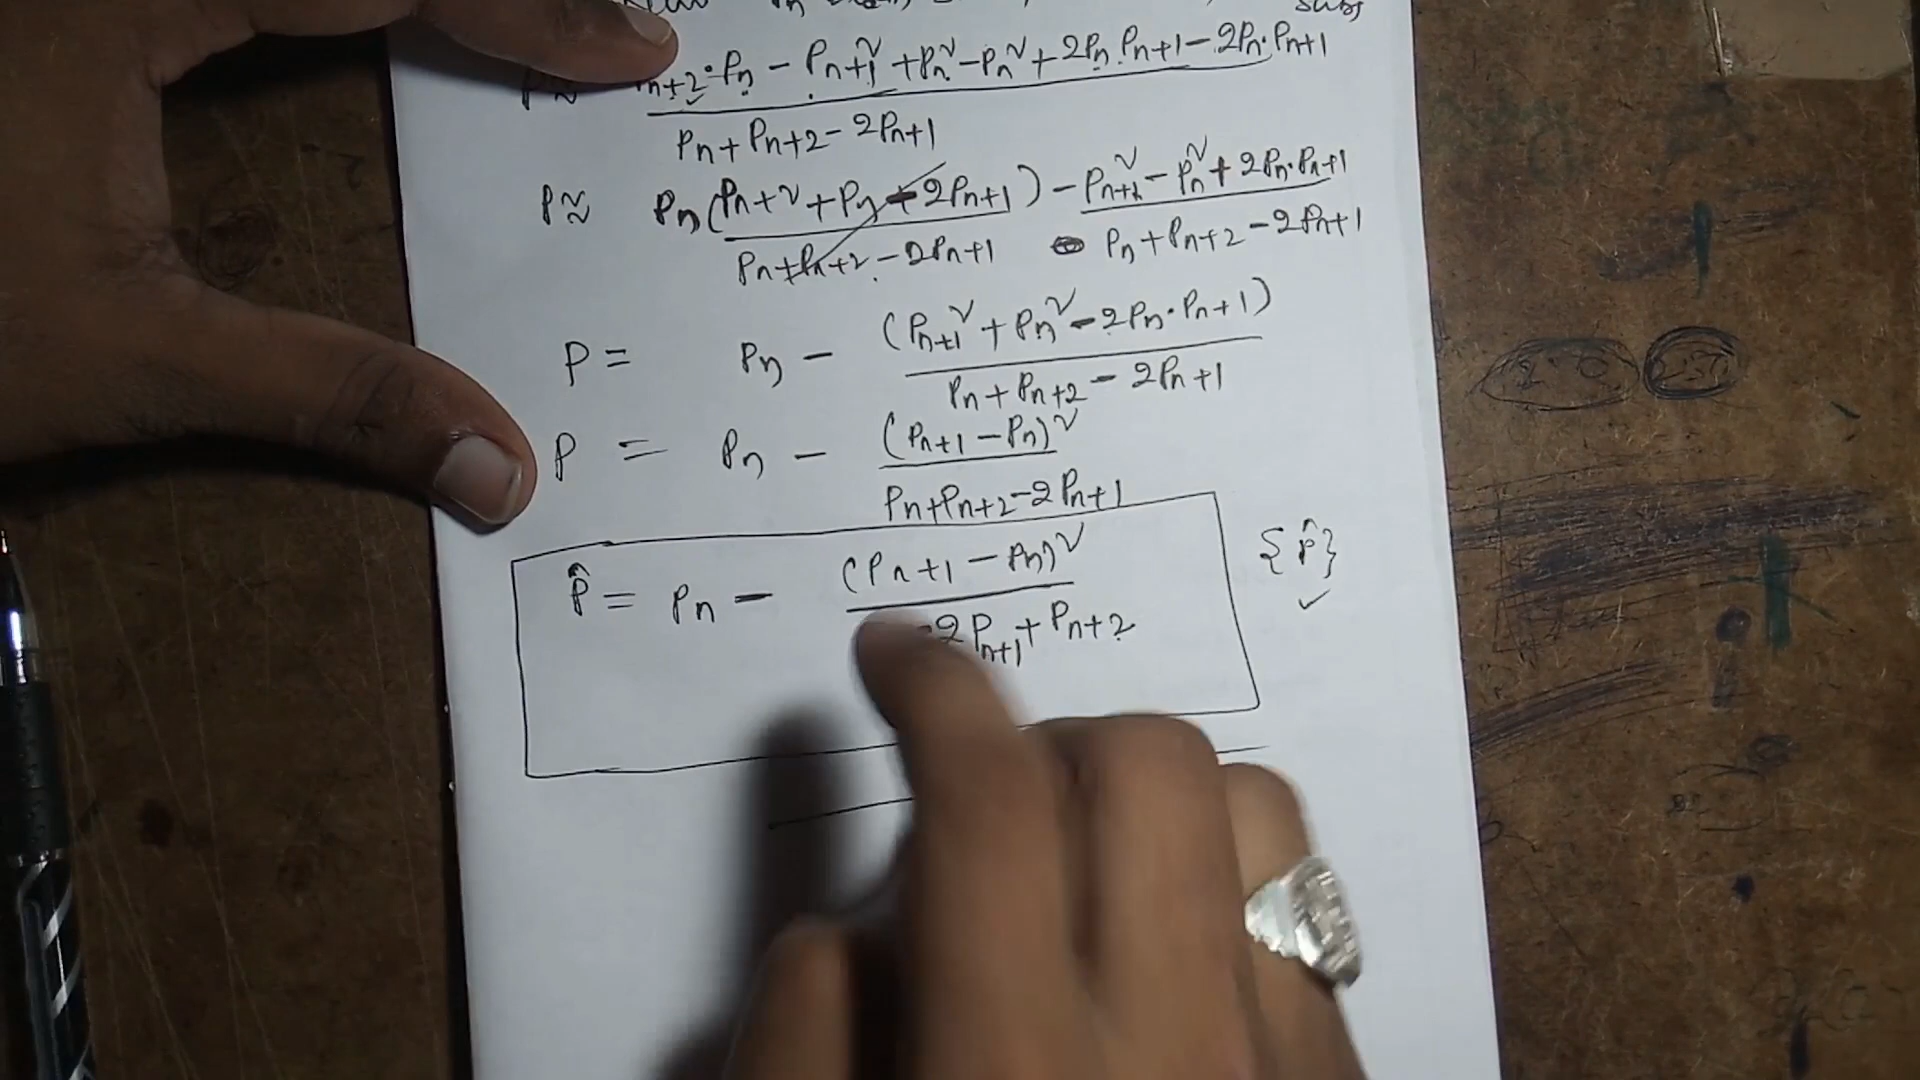 Pn+2·Pn − Pn+1² + Pn² − Pn² + 2Pn·Pn+1 − 2Pn·Pn+1
Pn + Pn+2 − 2Pn+1
P ≈ Pn(Pn+2 + Pn − 2Pn+1) − Pn+1² − Pn² + 2Pn·Pn+1
Pn + Pn+2 − 2Pn+1 Pn + Pn+2 − 2Pn+1
P = Pn − (Pn+1² + Pn² − 2Pn·Pn+1)
Pn + Pn+2 − 2Pn+1
P = Pn − (Pn+1 − Pn)²
Pn + Pn+2 − 2Pn+1
P̂ = Pn − (Pn+1 − Pn)² {P̂}
−2Pn+1 + Pn+2